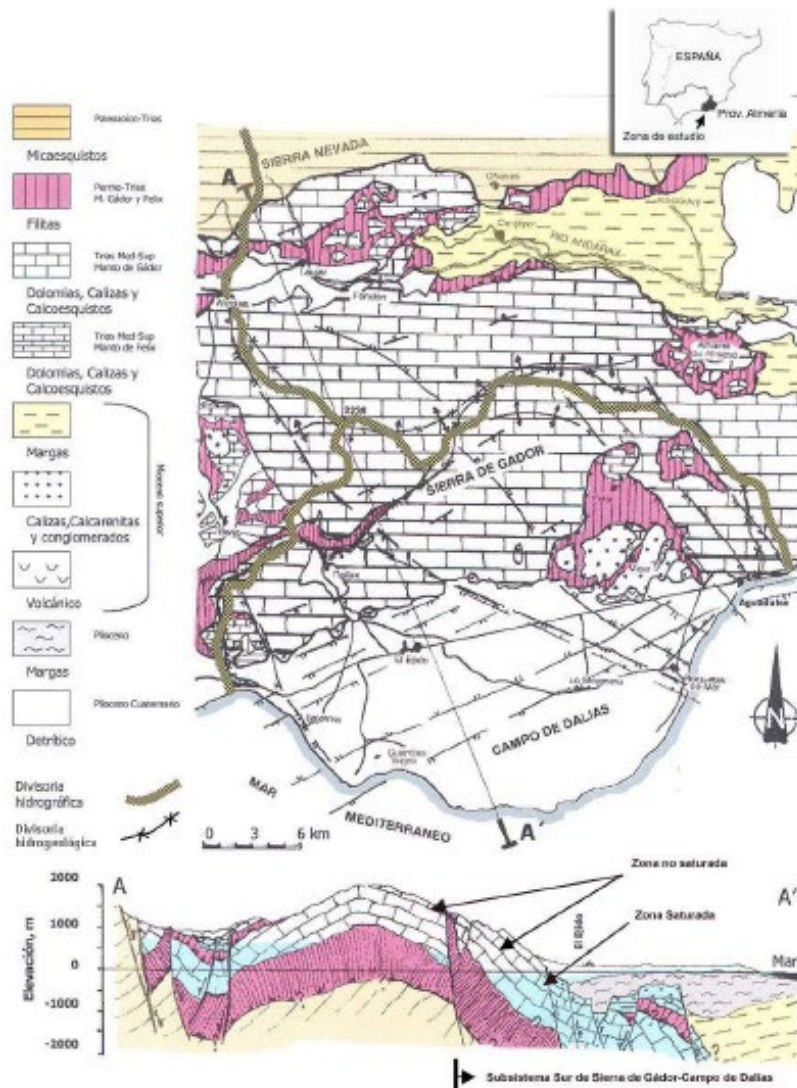 ESPAÑA
Prov. Almería
Zona de estudio
Micaesquistos
Permo-Trias
M. Gádor y Felix
Filitas
Trias Med-Sup
Manto de Gádor
Dolomías, Calizas y
Calcoesquistos
Trias Med-Sup
Manto de Felix
Dolomías, Calizas y
Calcoesquistos
Margas
Calizas,Calcarenitas
y conglomerados
Volcánico
Mioceno superior
Plioceno
Margas
Plioceno Cuaternario
Detrítico
Divisoria
hidrográfica
Divisoria
hidrogeológica
0 3 6 km
A
SIERRA NEVADA
RIO ANDARAX
Fondón
SIERRA DE GADOR
Aguadulce
El Ejido
CAMPO DE DALIAS
MAR
MEDITERRANEO
A'
N
A
A'
2000
1000
0
-1000
-2000
Elevación, m
Zona no saturada
Zona Saturada
El Ejido
Mar
?
Subsistema Sur de Sierra de Gádor-Campo de Dalías